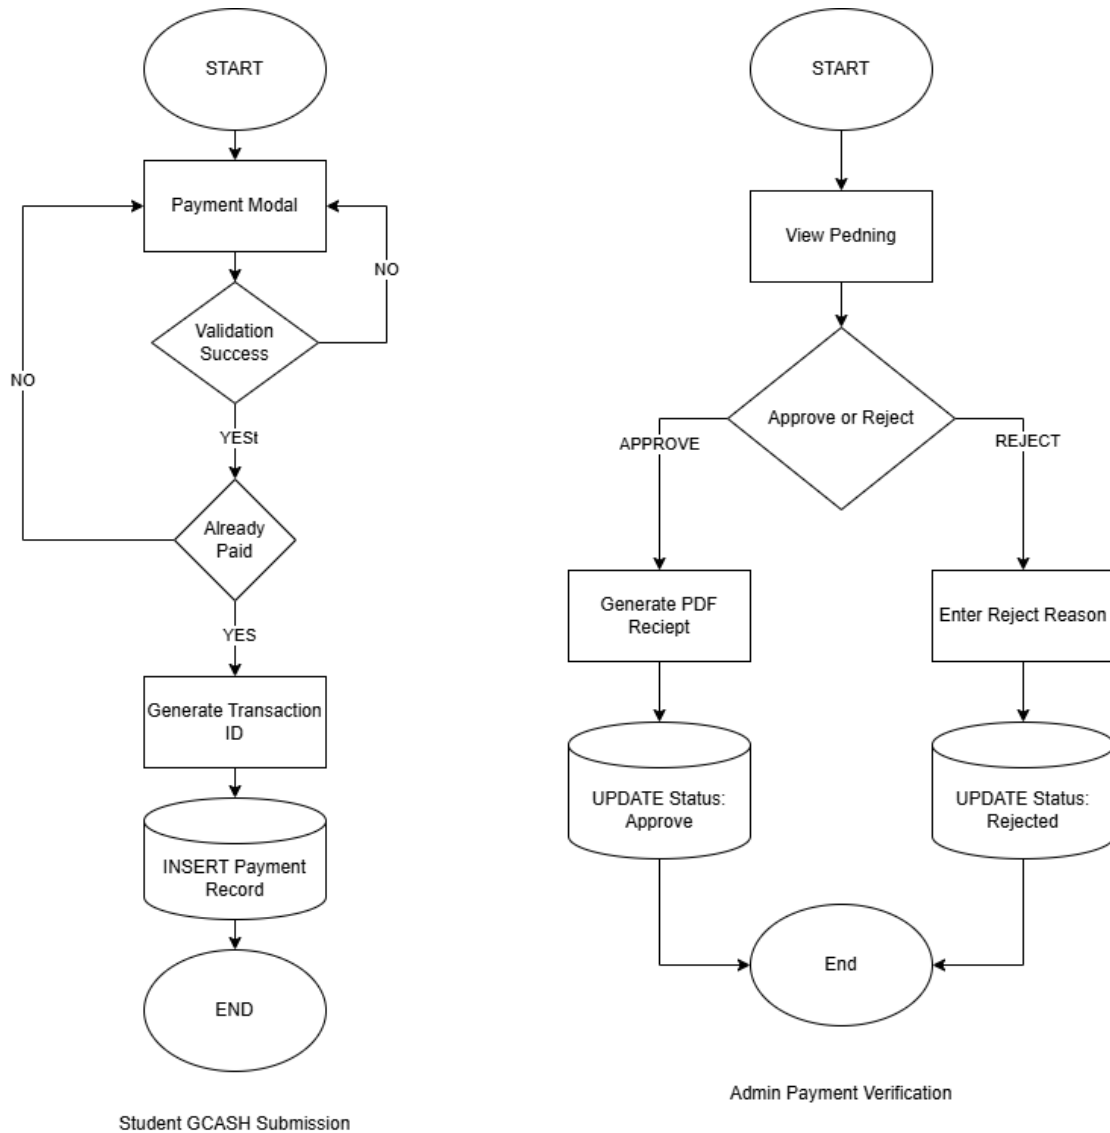 START
Payment Modal
NO
Validation
Success
NO
YESt
Already
Paid
YES
Generate Transaction
ID
INSERT Payment
Record
END
Student GCASH Submission
START
View Pedning
Approve or Reject
APPROVE
REJECT
Generate PDF
Reciept
Enter Reject Reason
UPDATE Status:
Approve
UPDATE Status:
Rejected
End
Admin Payment Verification